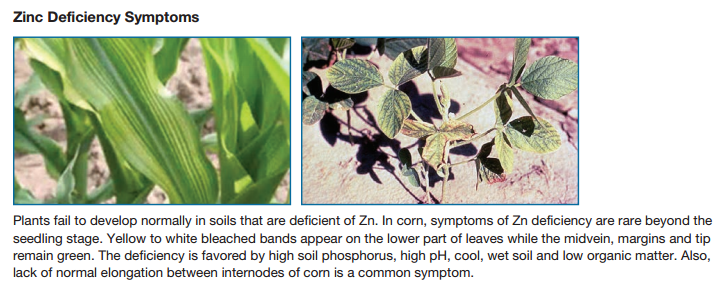 Zinc Deficiency Symptoms
Plants fail to develop normally in soils that are deficient of Zn. In corn, symptoms of Zn deficiency are rare beyond the
seedling stage. Yellow to white bleached bands appear on the lower part of leaves while the midvein, margins and tip
remain green. The deficiency is favored by high soil phosphorus, high pH, cool, wet soil and low organic matter. Also,
lack of normal elongation between internodes of corn is a common symptom.